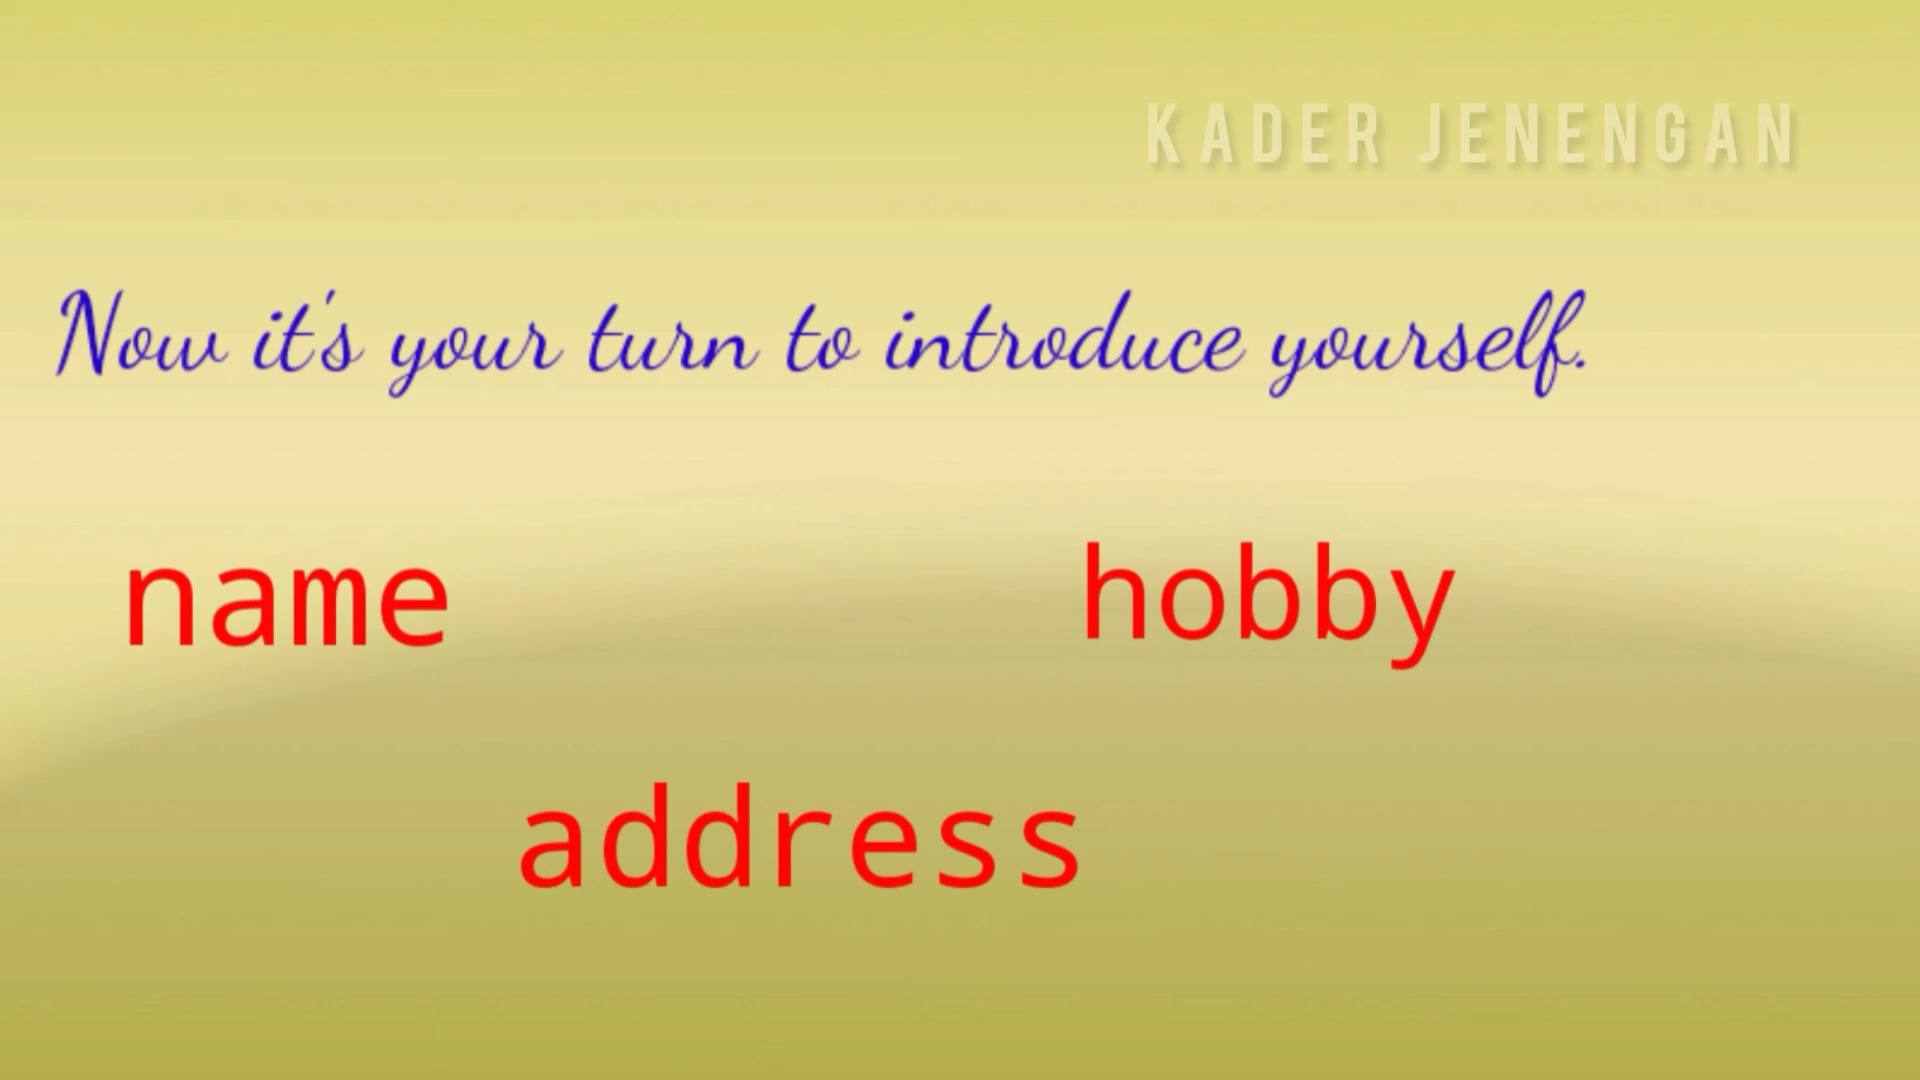 KADER JENENGAN
Now it's your turn to introduce yourself.
name
hobby
address